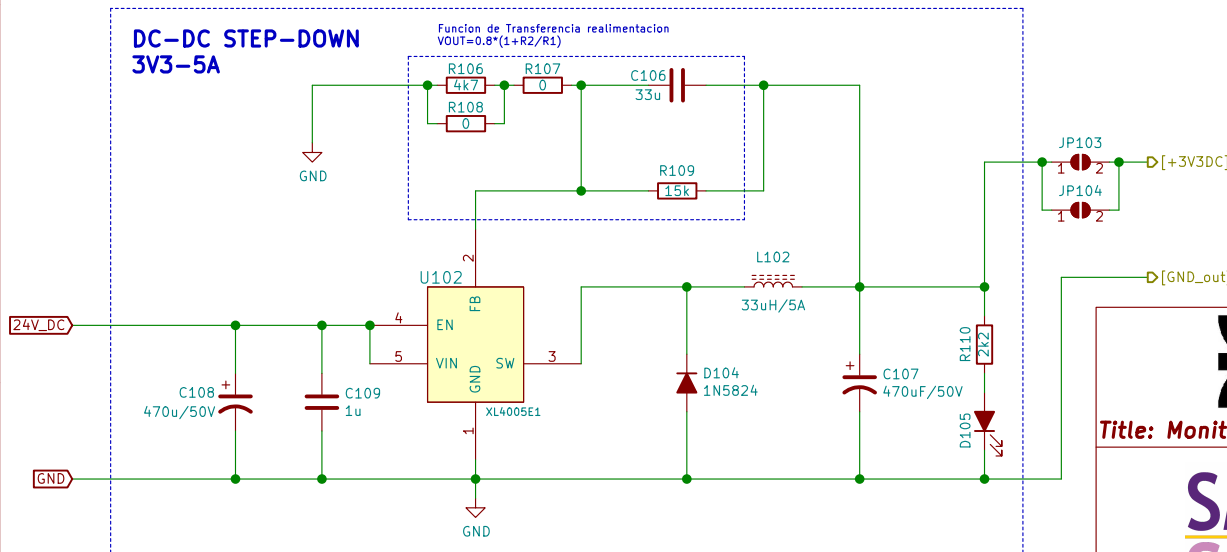 DC-DC STEP-DOWN
3V3-5A
Funcion de Transferencia realimentacion
VOUT=0.8*(1+R2/R1)
R106
4k7
R107
0
R108
0
C106
33u
R109
15k
GND
JP103
1 2
[+3V3DC]
JP104
1 2
[GND_out
U102
2
FB
4
EN
5
VIN
SW
3
GND
1
XL4005E1
L102
33uH/5A
24V_DC
C108
470u/50V
C109
1u
D104
1N5824
C107
470uF/50V
R110
2k2
D105
GND
GND
Title: Monit